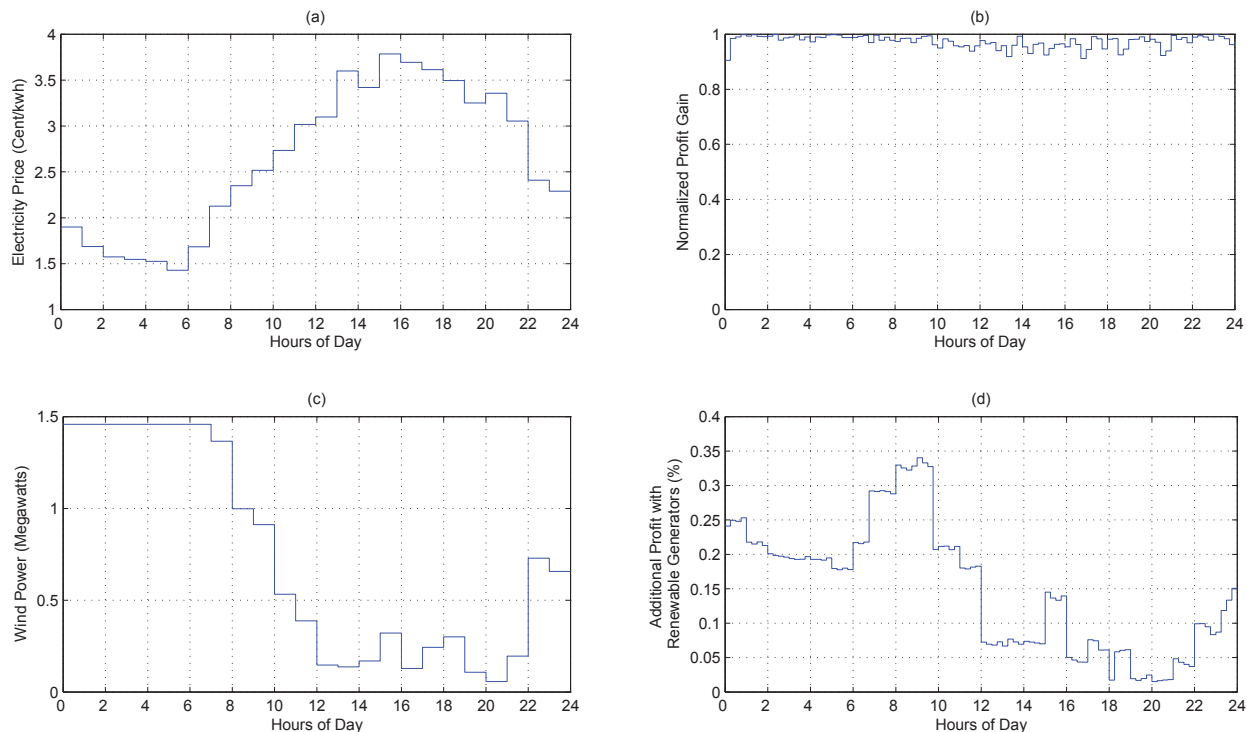 (a)
4
3.5
3
2.5
2
1.5
1
0 2 4 6 8 10 12 14 16 18 20 22 24
Electricity Price (Cent/kwh)
Hours of Day
(b)
1
0.8
0.6
0.4
0.2
0
0 2 4 6 8 10 12 14 16 18 20 22 24
Normalized Profit Gain
Hours of Day
(c)
1.5
1
0.5
0
0 2 4 6 8 10 12 14 16 18 20 22 24
Wind Power (Megawatts)
Hours of Day
(d)
0.4
0.35
0.3
0.25
0.2
0.15
0.1
0.05
0
0 2 4 6 8 10 12 14 16 18 20 22 24
Additional Profit with
Renewable Generators (%)
Hours of Day